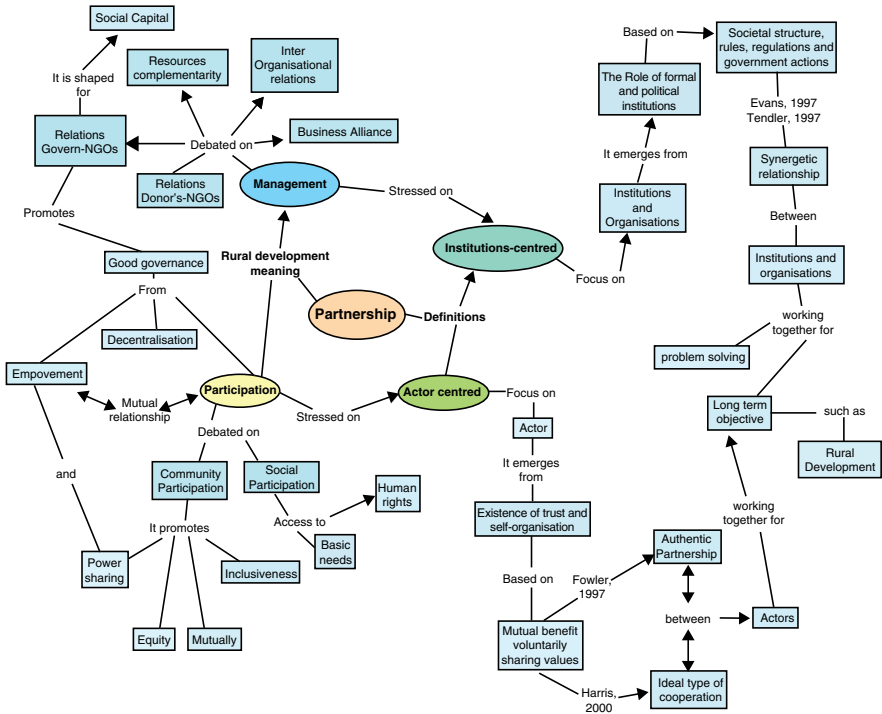 Social Capital
It is shaped
for
Resources
complementarity
Inter
Organisational
relations
Business Alliance
Relations
Govern-NGOs
Debated on
Relations
Donor's-NGOs
Management
Stressed on
Promotes
Good governance
From
Decentralisation
Rural development
meaning
Partnership
Definitions
Institutions-centred
Focus on
Institutions
and
Organisations
It emerges from
The Role of formal
and political
institutions
Based on
Societal structure,
rules, regulations and
government actions
Evans, 1997
Tendler, 1997
Synergetic
relationship
Between
Institutions and
organisations
working
together for
problem solving
Long term
objective
such as
Rural
Development
working
together for
Actors
Empovement
Mutual
relationship
Participation
Stressed on
Actor centred
Focus on
Actor
It emerges
from
Existence of trust and
self-organisation
Based on
Fowler,
1997
Authentic
Partnership
between
Mutual benefit
voluntarily
sharing values
Harris,
2000
Ideal type of
cooperation
Debated on
Community
Participation
Social
Participation
Access to
Human
rights
Basic
needs
and
It promotes
Power
sharing
Inclusiveness
Equity
Mutually